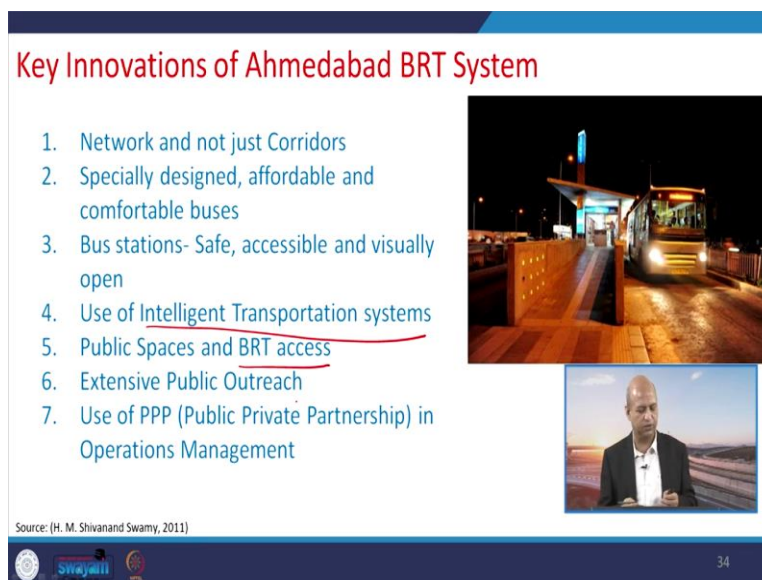 Key Innovations of Ahmedabad BRT System
1. Network and not just Corridors
2. Specially designed, affordable and
comfortable buses
3. Bus stations- Safe, accessible and visually
open
4. Use of Intelligent Transportation systems
5. Public Spaces and BRT access
6. Extensive Public Outreach
7. Use of PPP (Public Private Partnership) in
Operations Management
Source: (H. M. Shivanand Swamy, 2011)
swayam
34